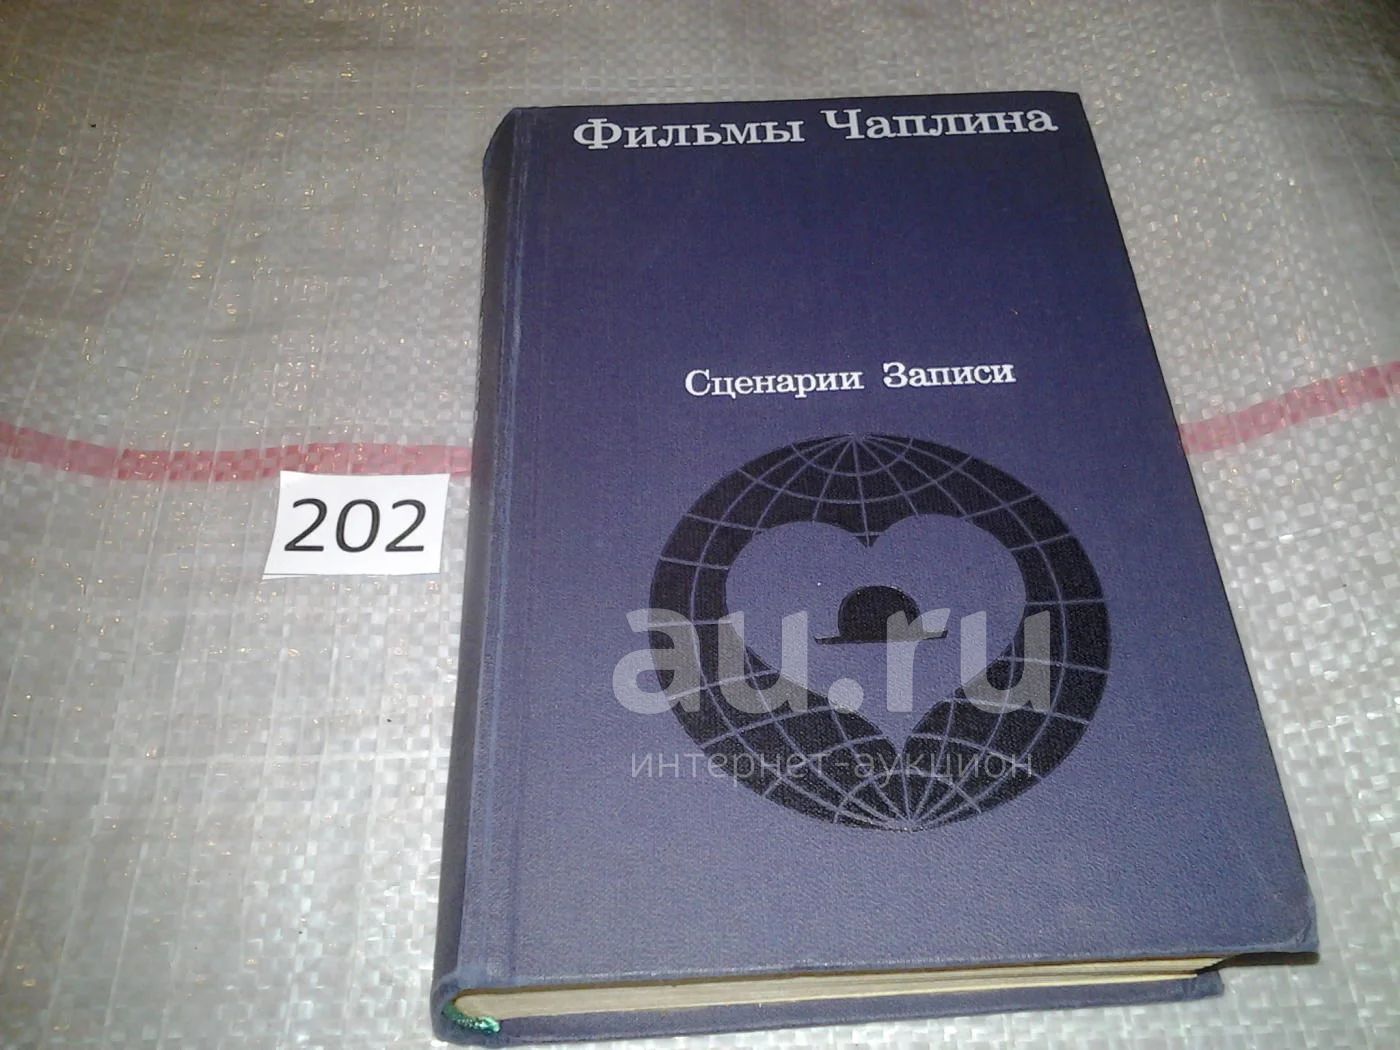 Фильмы Чаплина
Сценарии Записи
202
au.ru
интернет-аукцион